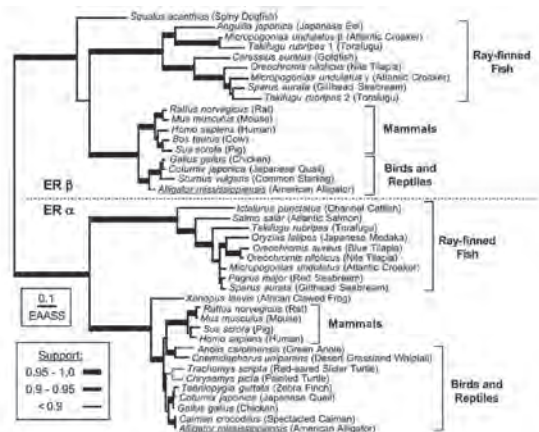 Squalus acanthias (Spiny Dogfish)
Anguilla japonica (Japanese Eel)
Micropogonias undulatus β (Atlantic Croaker)
Takifugu rubripes 1 (Torafugu)
Carassius auratus (Goldfish)
Oreochromis niloticus (Nile Tilapia)
Micropogonias undulatus γ (Atlantic Croaker)
Sparus aurata (Gilthead Seabream)
Takifugu rubripes 2 (Torafugu)
Ray-finned
Fish
Rattus norvegicus (Rat)
Mus musculus (Mouse)
Homo sapiens (Human)
Bos taurus (Cow)
Sus scrofa (Pig)
Mammals
Gallus gallus (Chicken)
Coturnix japonica (Japanese Quail)
Sturnus vulgaris (Common Starling)
Alligator mississippiensis (American Alligator)
Birds and
Reptiles
ER β
ER α
Ictalurus punctatus (Channel Catfish)
Salmo salar (Atlantic Salmon)
Takifugu rubripes (Torafugu)
Oryzias latipes (Japanese Medaka)
Oreochromis aureus (Blue Tilapia)
Oreochromis niloticus (Nile Tilapia)
Micropogonias undulatus (Atlantic Croaker)
Pagrus major (Red Seabream)
Sparus aurata (Gilthead Seabream)
Ray-finned
Fish
Xenopus laevis (African Clawed Frog)
Rattus norvegicus (Rat)
Mus musculus (Mouse)
Sus scrofa (Pig)
Homo sapiens (Human)
Mammals
Anolis carolinensis (Green Anole)
Cnemidophorus uniparens (Desert Grassland Whiptail)
Trachemys scripta (Red-eared Slider Turtle)
Chrysemys picta (Painted Turtle)
Taeniopygia guttata (Zebra Finch)
Coturnix japonica (Japanese Quail)
Gallus gallus (Chicken)
Caiman crocodilus (Spectacled Caiman)
Alligator mississippiensis (American Alligator)
Birds and
Reptiles
0.1
EAASS
Support:
0.95 - 1.0
0.9 - 0.95
<0.9